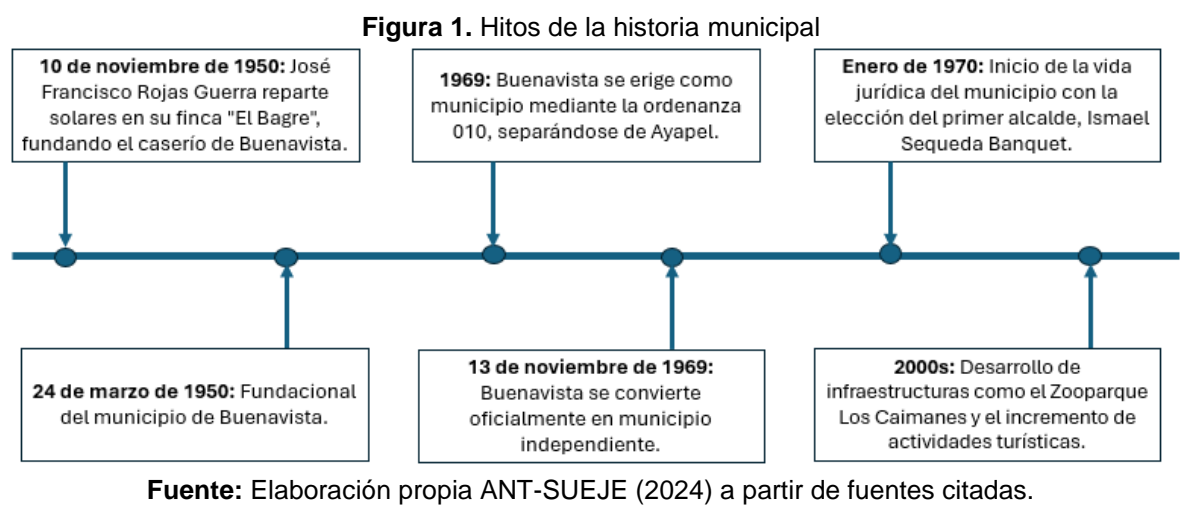 Figura 1. Hitos de la historia municipal
10 de noviembre de 1950: José
Francisco Rojas Guerra reparte
solares en su finca "El Bagre",
fundando el caserío de Buenavista.
1969: Buenavista se erige como
municipio mediante la ordenanza
010, separándose de Ayapel.
Enero de 1970: Inicio de la vida
jurídica del municipio con la
elección del primer alcalde, Ismael
Sequeda Banquet.
24 de marzo de 1950: Fundacional
del municipio de Buenavista.
13 de noviembre de 1969:
Buenavista se convierte
oficialmente en municipio
independiente.
2000s: Desarrollo de
infraestructuras como el Zooparque
Los Caimanes y el incremento de
actividades turísticas.
Fuente: Elaboración propia ANT-SUEJE (2024) a partir de fuentes citadas.